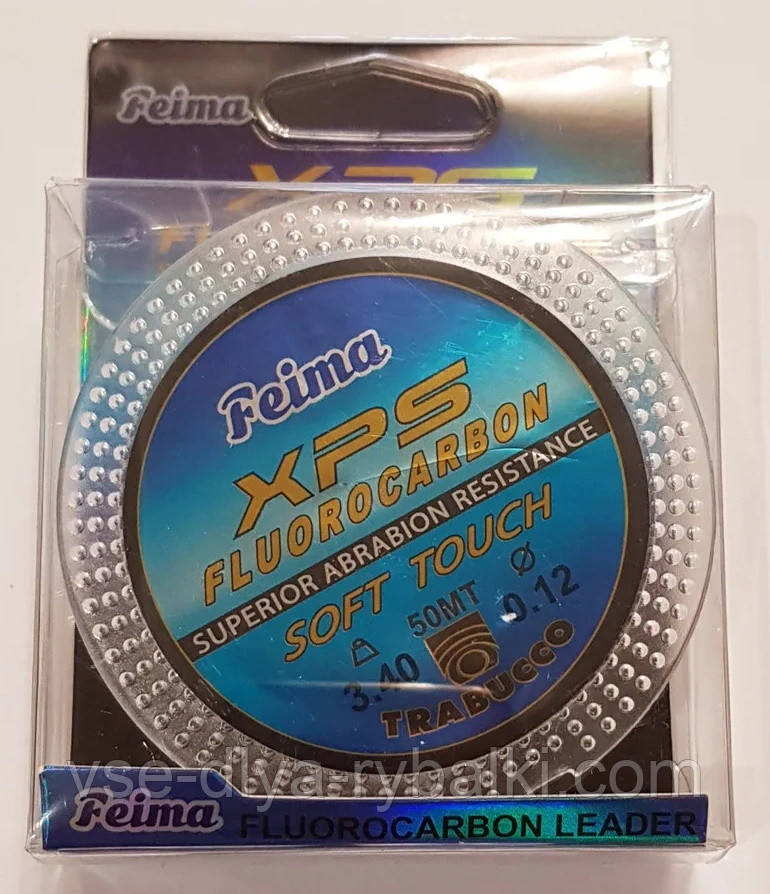 Feima
XPS
Feima
XPS
FLUOROCARBON
SUPERIOR ABRABION RESISTANCE
SOFT TOUCH
50MT Ø
3.40 0.12
TRABUCCO
vse-dlya-rybalki.com
Feima FLUOROCARBON LEADER